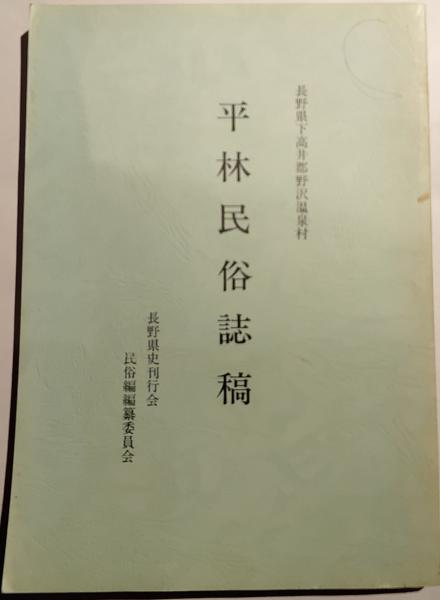 長野県下高井郡野沢温泉村
平林民俗誌稿
長野県史刊行会
民俗編編纂委員会